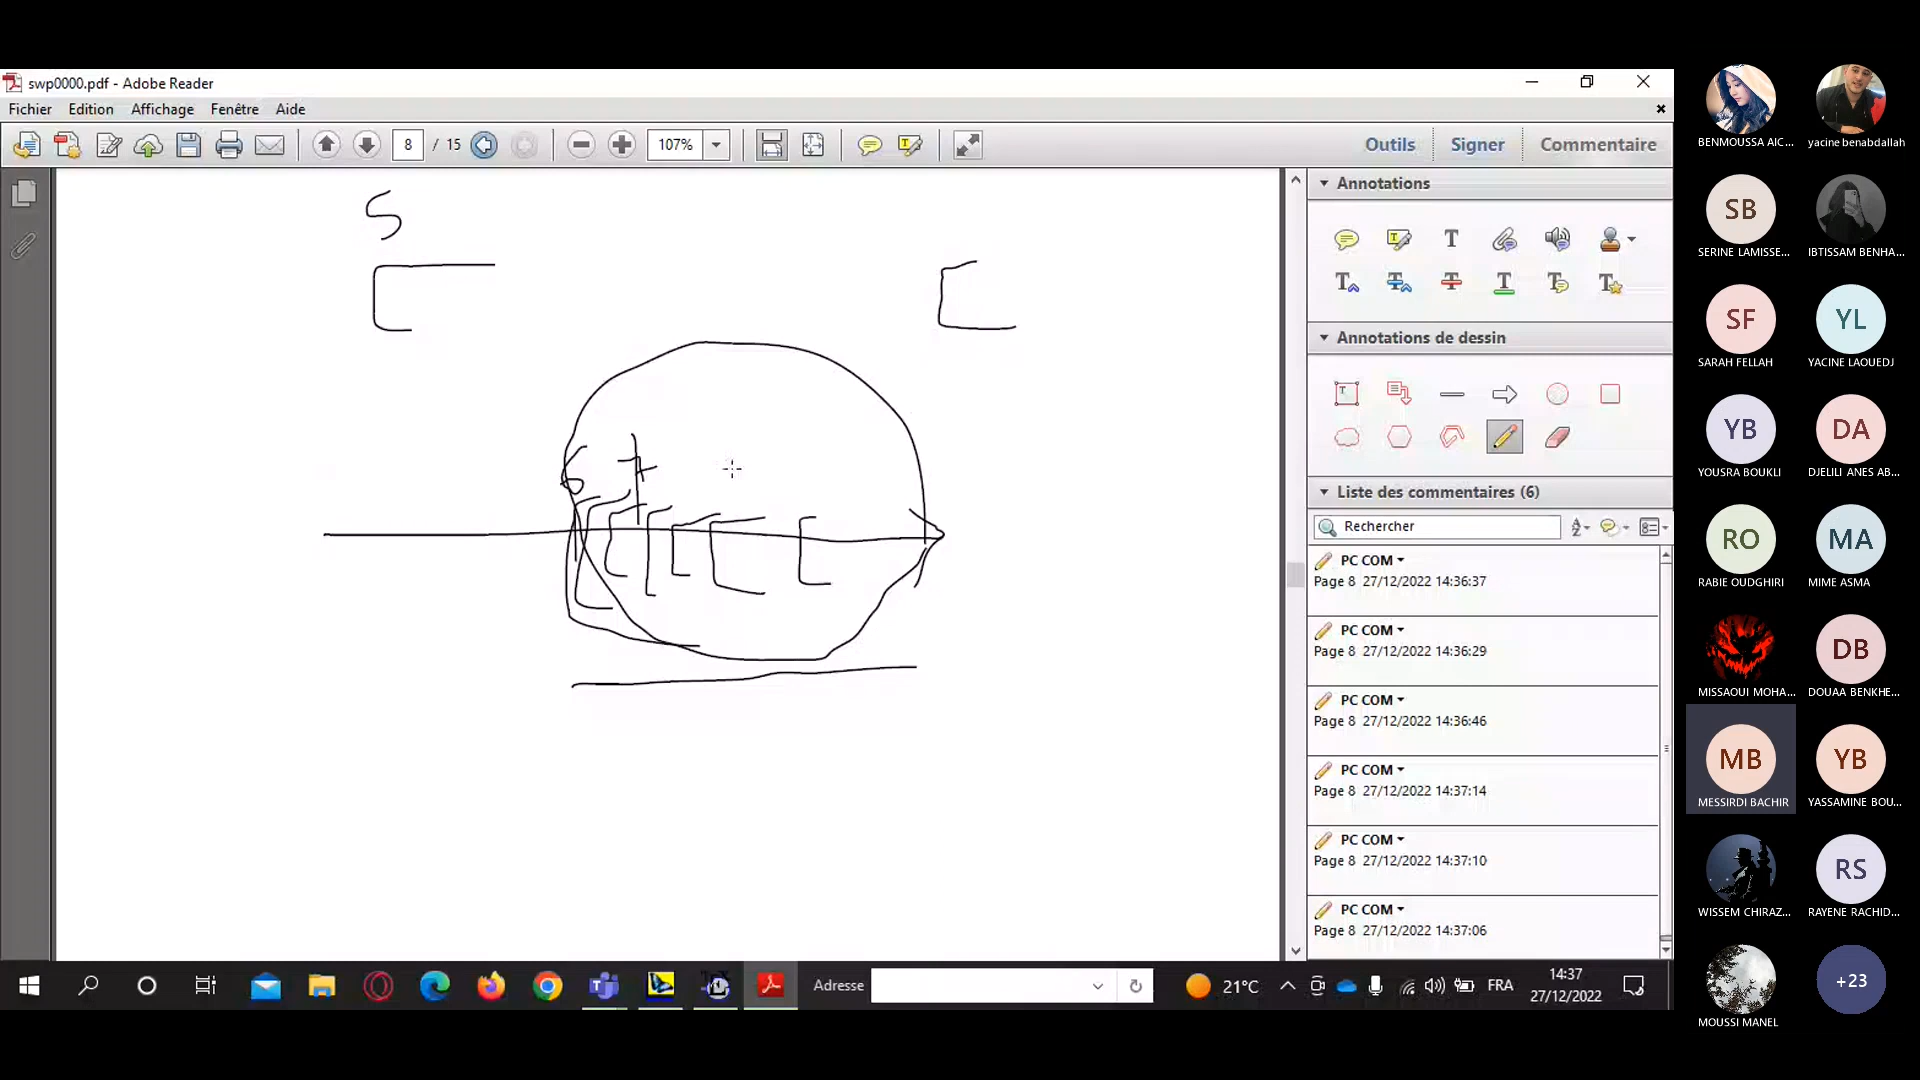 swp0000.pdf - Adobe Reader
Fichier Edition Affichage Fenêtre Aide
8 / 15 107% Outils Signer Commentaire
S
Annotations
Annotations de dessin
Liste des commentaires (6)
Rechercher
PC COM
Page 8 27/12/2022 14:36:37
PC COM
Page 8 27/12/2022 14:36:29
PC COM
Page 8 27/12/2022 14:36:46
PC COM
Page 8 27/12/2022 14:37:14
PC COM
Page 8 27/12/2022 14:37:10
PC COM
Page 8 27/12/2022 14:37:06
Adresse
21°C
FRA
14:37
27/12/2022
BENMOUSSA AIC...
yacine benabdallah
SB
SERINE LAMISSE...
IBTISSAM BENHA...
SF
SARAH FELLAH
YL
YACINE LAOUEDJ
YB
YOUSRA BOUKLI
DA
DJELILI ANES AB...
RO
RABIE OUDGHIRI
MA
MIME ASMA
MISSAOUI MOHA...
DB
DOUAA BENKHE...
MB
MESSIRDI BACHIR
YB
YASSAMINE BOU...
WISSEM CHIRAZ...
RS
RAYENE RACHID...
MOUSSI MANEL
+23